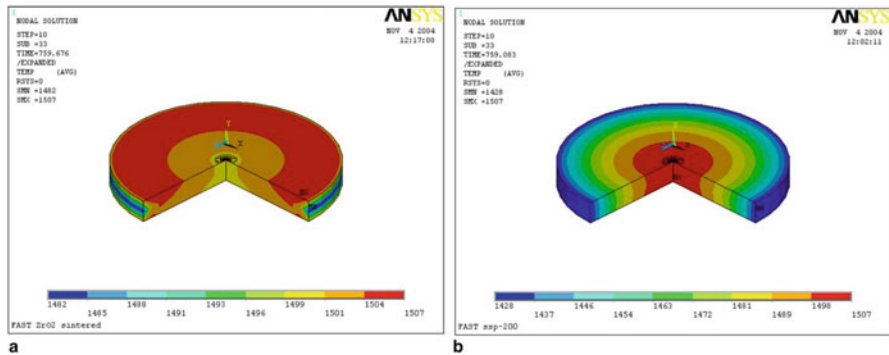 1
NODAL SOLUTION
STEP=10
SUB =33
TIME=759.676
/EXPANDED
TEMP (AVG)
RSYS=0
SMN =1482
SMX =1507
ANSYS
NOV 4 2004
12:17:08
Y
X
MX
1482 1488 1493 1499 1504
1485 1491 1496 1501 1507
FAST ZrO2 sintered
a
1
NODAL SOLUTION
STEP=10
SUB =33
TIME=759.083
/EXPANDED
TEMP (AVG)
RSYS=0
SMN =1428
SMX =1507
ANSYS
NOV 4 2004
12:02:11
MX
1428 1446 1463 1481 1498
1437 1454 1472 1489 1507
FAST ssp-200
b